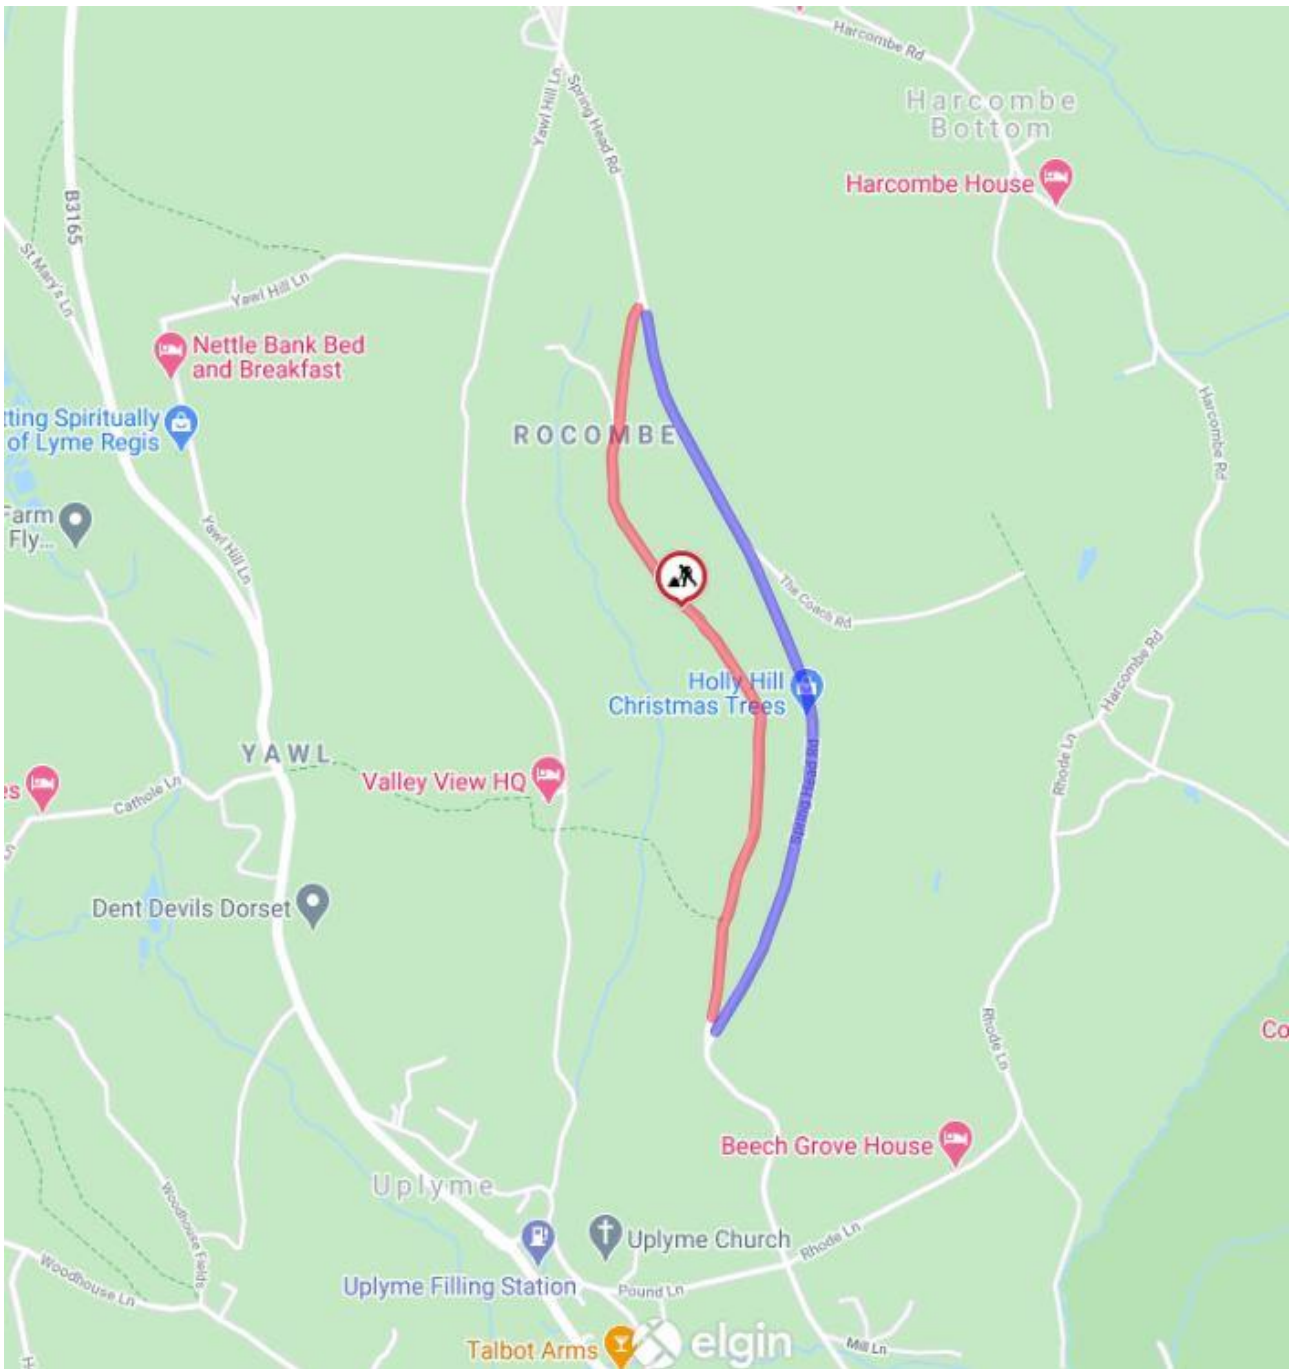 Harcombe Rd
Yawl Hill Ln
Spring Head Rd
Harcombe
Bottom
Harcombe House
B3165
St Mary's Ln
Yawl Hill Ln
Nettle Bank Bed
and Breakfast
tting Spiritually
of Lyme Regis
ROCOMBE
Harcombe Rd
Farm
Fly...
Yawl Hill Ln
The Coach Rd
Holly Hill
Christmas Trees
Harcombe Rd
YAWL
Valley View HQ
Rhode Ln
es
Cathole Ln
Spring Head Rd
Ln
Dent Devils Dorset
Rhode Ln
Co
Beech Grove House
Uplyme
Woodhouse Fields
Uplyme Church
Rhode Ln
Woodhouse Ln
Uplyme Filling Station
Pound Ln
Talbot Arms
elgin
Mill Ln
H